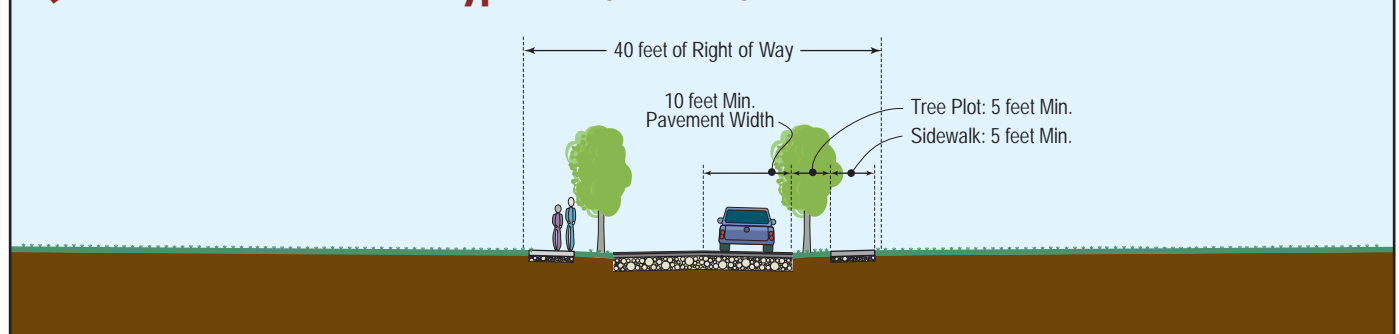 40 feet of Right of Way
10 feet Min.
Pavement Width
Tree Plot: 5 feet Min.
Sidewalk: 5 feet Min.